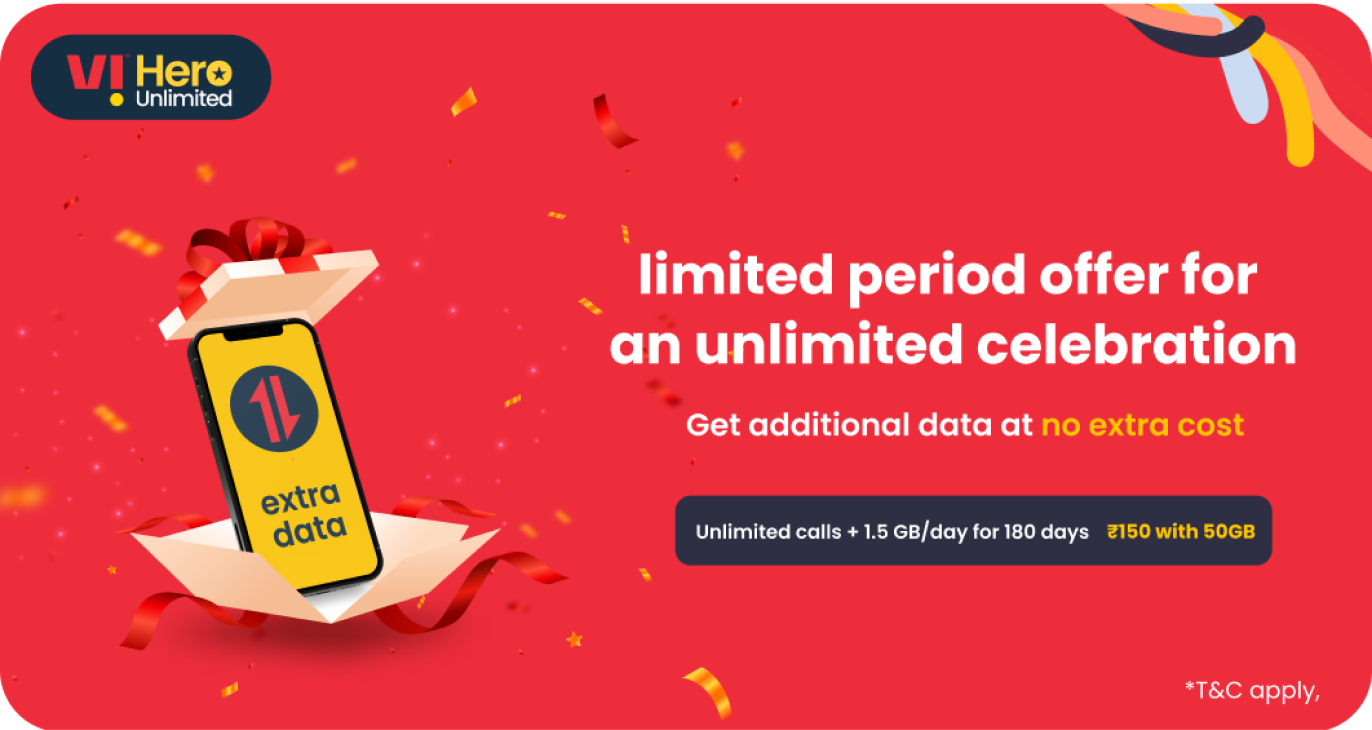 VI Hero
Unlimited
limited period offer for
an unlimited celebration
Get additional data at no extra cost
extra
data
Unlimited calls + 1.5 GB/day for 180 days ₹150 with 50GB
*T&C apply,